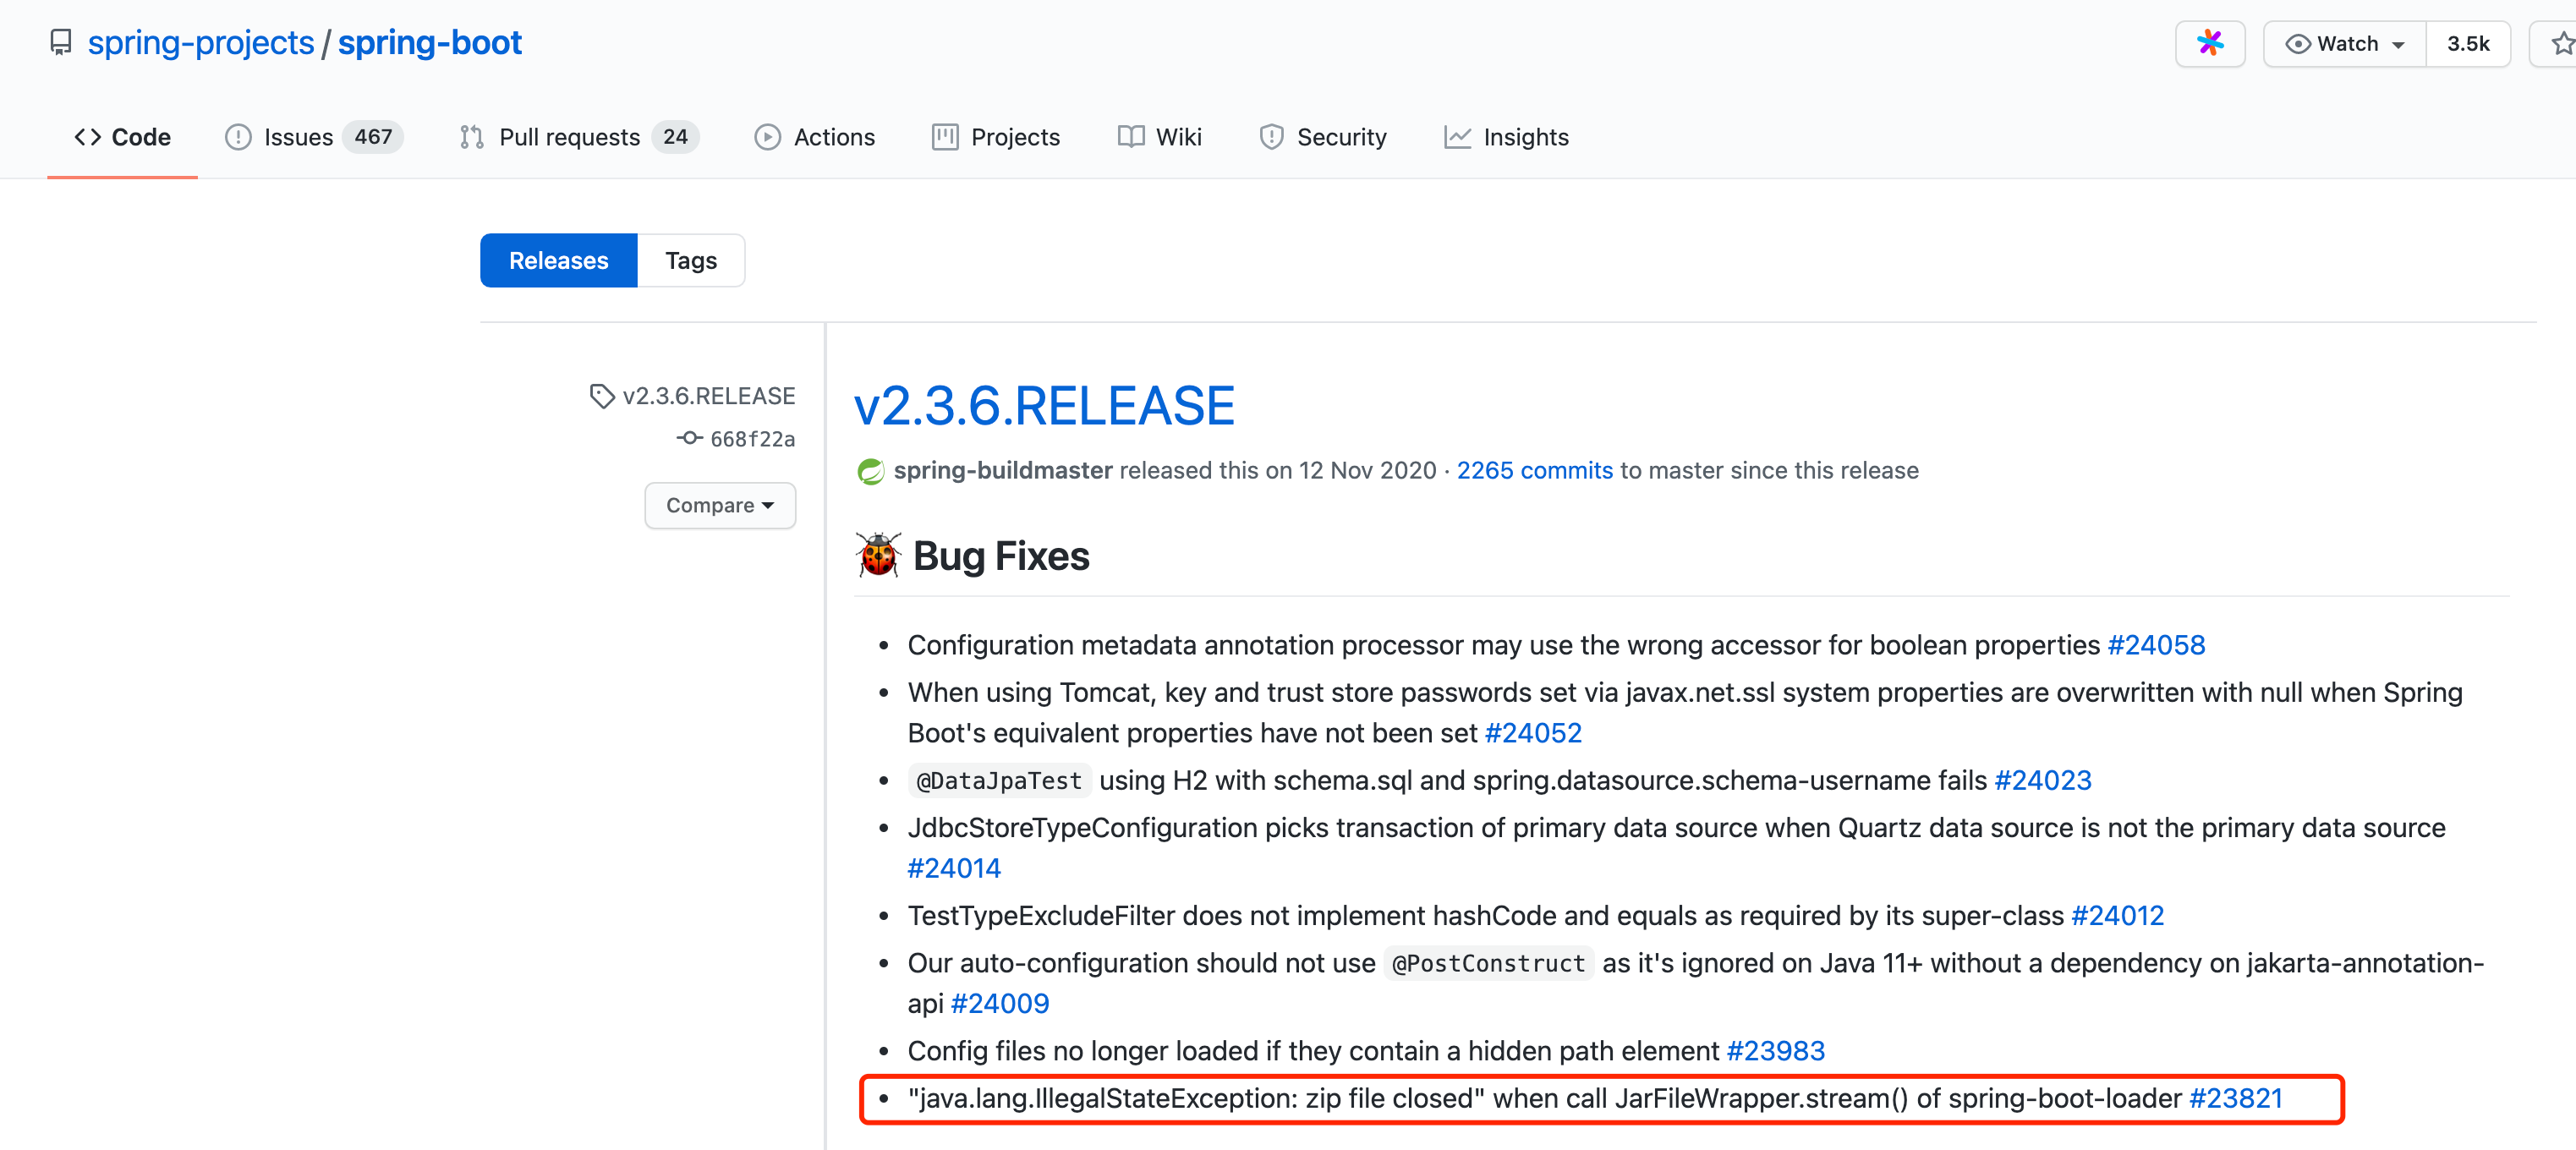 spring-projects / spring-boot
Watch 3.5k
Code Issues 467 Pull requests 24 Actions Projects Wiki Security Insights
Releases Tags
v2.3.6.RELEASE
668f22a
Compare
v2.3.6.RELEASE
spring-buildmaster released this on 12 Nov 2020 · 2265 commits to master since this release
Bug Fixes
• Configuration metadata annotation processor may use the wrong accessor for boolean properties #24058
• When using Tomcat, key and trust store passwords set via javax.net.ssl system properties are overwritten with null when Spring
Boot's equivalent properties have not been set #24052
• @DataJpaTest using H2 with schema.sql and spring.datasource.schema-username fails #24023
• JdbcStoreTypeConfiguration picks transaction of primary data source when Quartz data source is not the primary data source
#24014
• TestTypeExcludeFilter does not implement hashCode and equals as required by its super-class #24012
• Our auto-configuration should not use @PostConstruct as it's ignored on Java 11+ without a dependency on jakarta-annotation-
api #24009
• Config files no longer loaded if they contain a hidden path element #23983
• "java.lang.IllegalStateException: zip file closed" when call JarFileWrapper.stream() of spring-boot-loader #23821